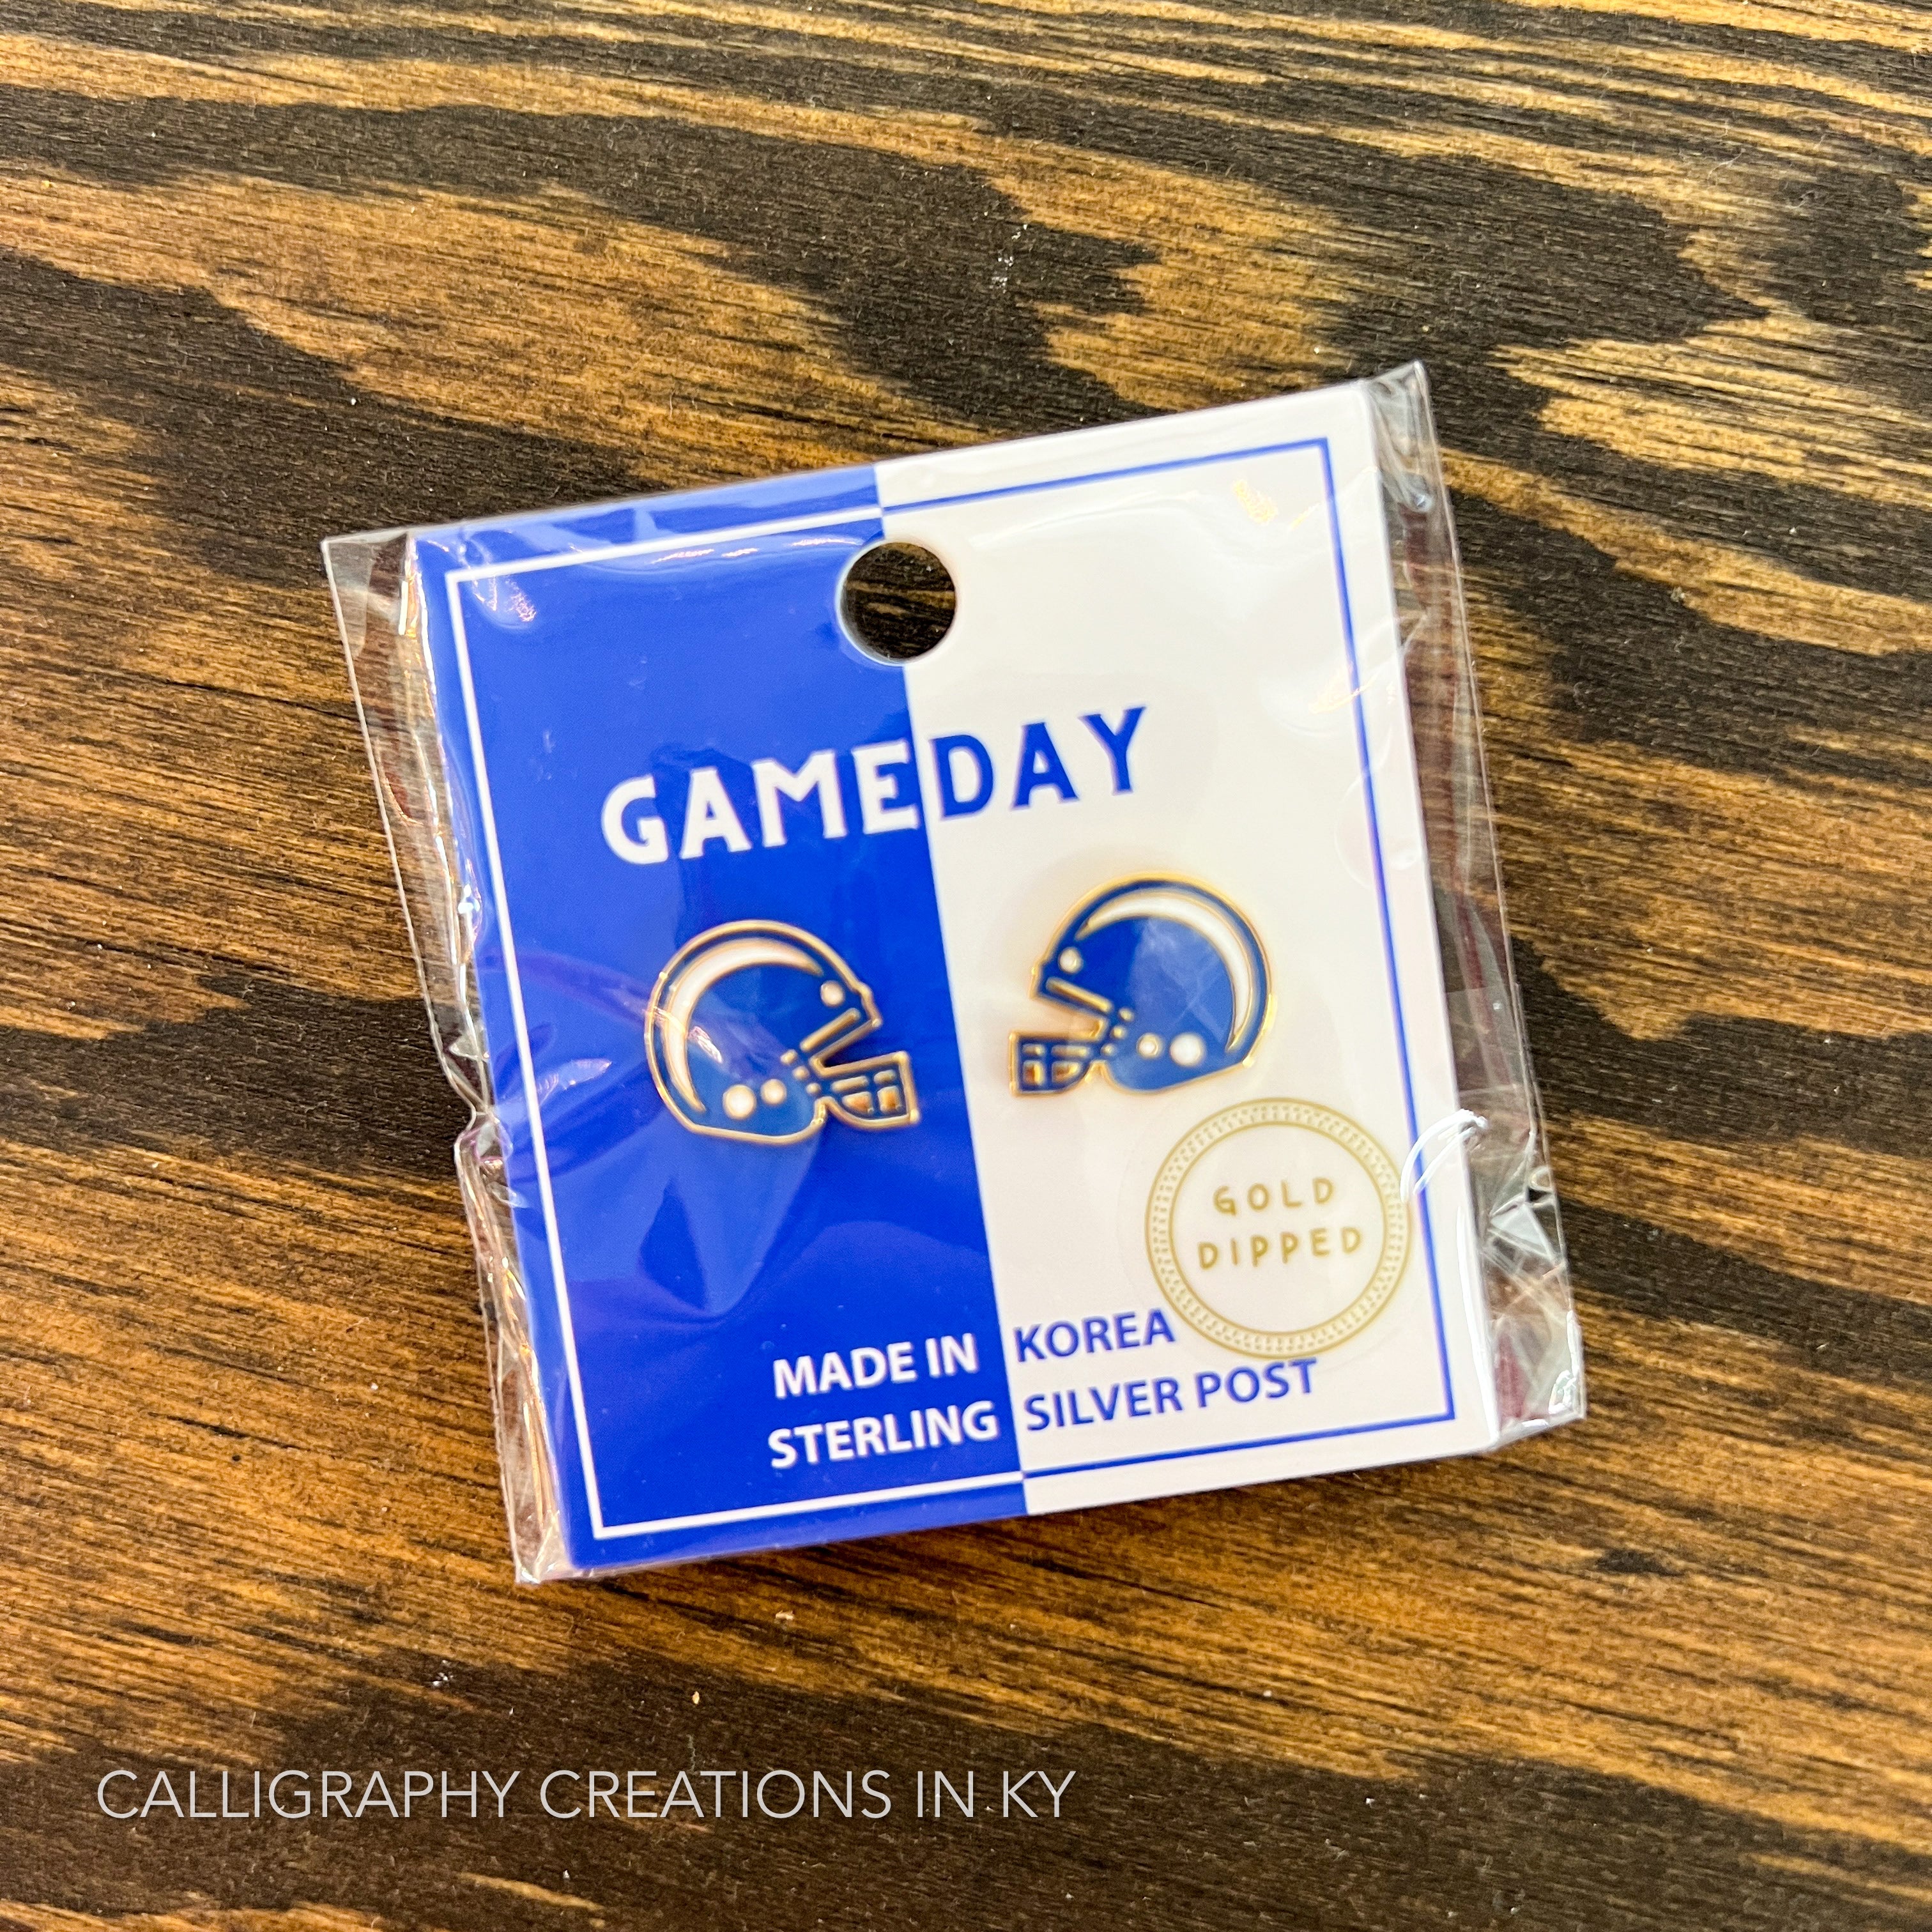 GAMEDAY
GOLD
DIPPED
MADE IN KOREA
STERLING SILVER POST
CALLIGRAPHY CREATIONS IN KY